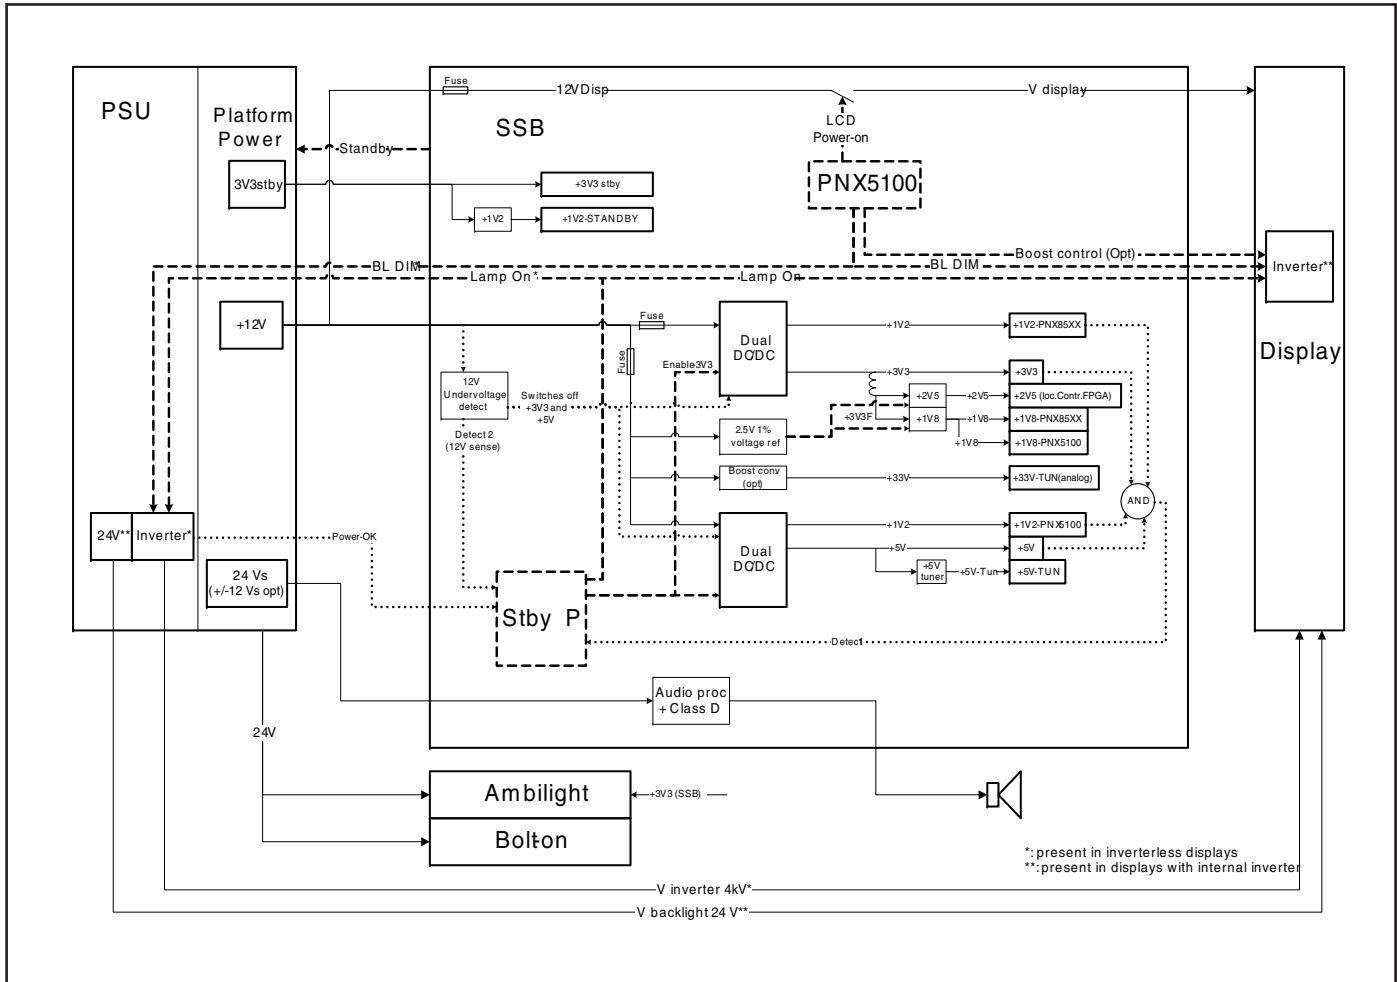 Fuse
12VDisp
V display
PSU
Platform
Power
SSB
LCD
Power-on
Standby
3V3stby
+3V3 stby
PNX5100
+1V2
+1V2-STANDBY
Boost control (Opt)
BL DIM
BL DIM
Inverter**
Lamp On*
Lamp On
+12V
Fuse
Dual
DC/DC
+1V2
+1V2-PNX85XX
Display
Fuse
Enable-3V3
+3V3
+3V3
12V
Undervoltage
detect
Switches off
+3V3 and
+5V
+2V5
+2V5
+2V5 (loc.Contr.FPGA)
+3V3F
+1V8
+1V8
+1V8-PNX85XX
Detect 2
(12V sense)
2.5V 1%
voltage ref
+1V8
+1V8-PNX5100
Boost conv
(opt)
+33V
+33V-TUN(analog)
AND
24V**
Inverter*
Power-OK
Dual
DC/DC
+1V2
+1V2-PNX5100
+5V
+5V
+5V
tuner
+5V-Tun
+5V-TUN
24 Vs
(+/-12 Vs opt)
Stby P
Detect1
Audio proc
+ Class D
24V
Ambilight
+3V3 (SSB)
Bolt-on
*: present in inverterless displays
**: present in displays with internal inverter
V inverter 4kV*
V backlight 24 V**